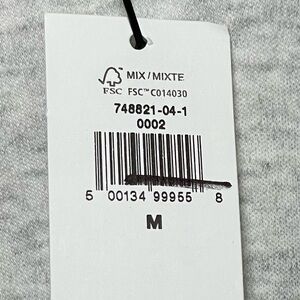 MIX / MIXTE
FSC FSC™ C014030
748821-04-1
0002
5 00134 99955 8
M